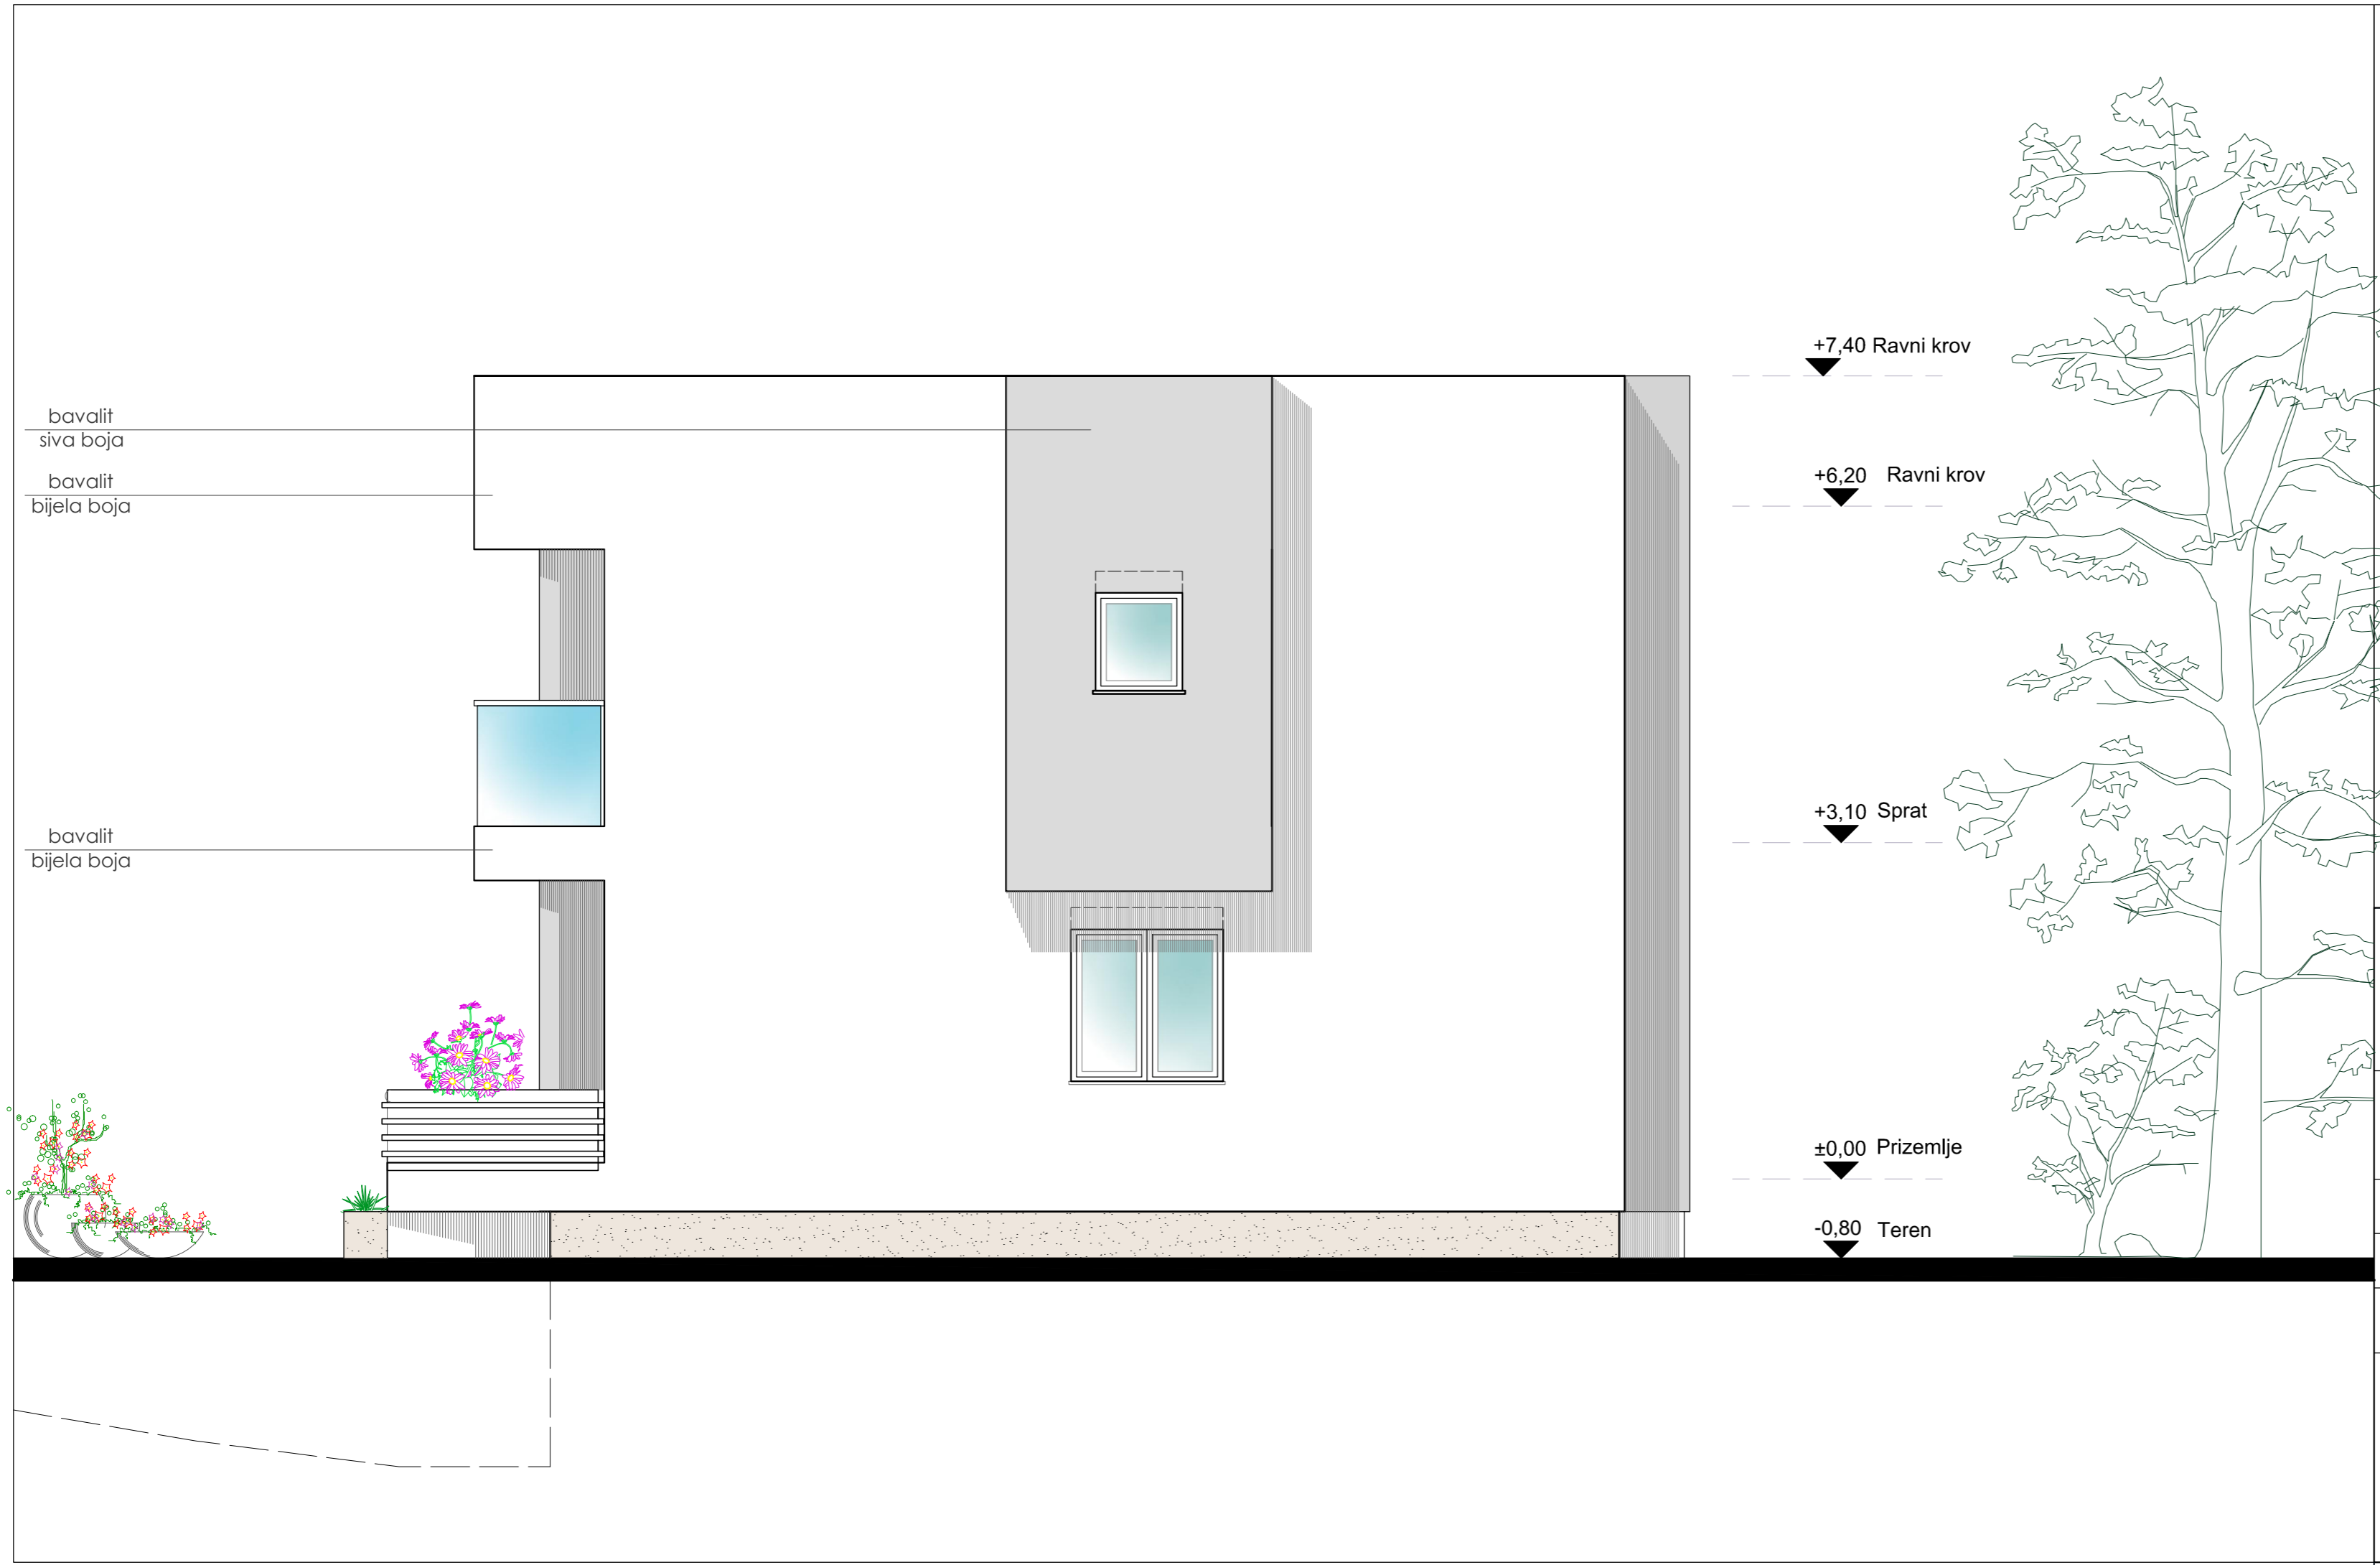 +7,40 Ravni krov
bavalit
siva boja
+6,20 Ravni krov
bavalit
bijela boja
+3,10 Sprat
bavalit
bijela boja
±0,00 Prizemlje
-0,80 Teren